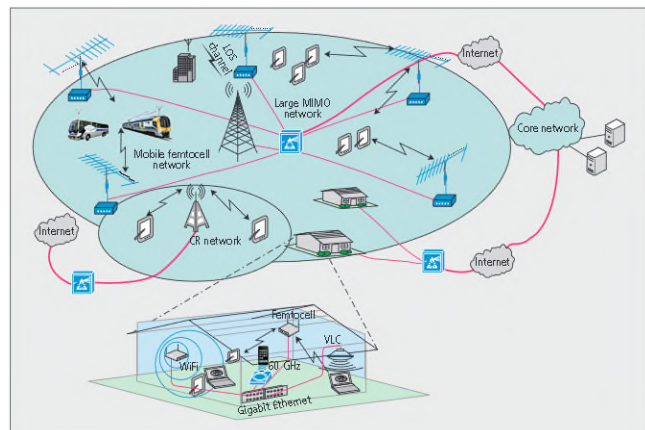 LOS
channel
Internet
Large MIMO
network
Core network
Mobile femtocell
network
Internet
CR network
Internet
Femtocell
VLC
WiFi
60 GHz
Gigabit Ethernet